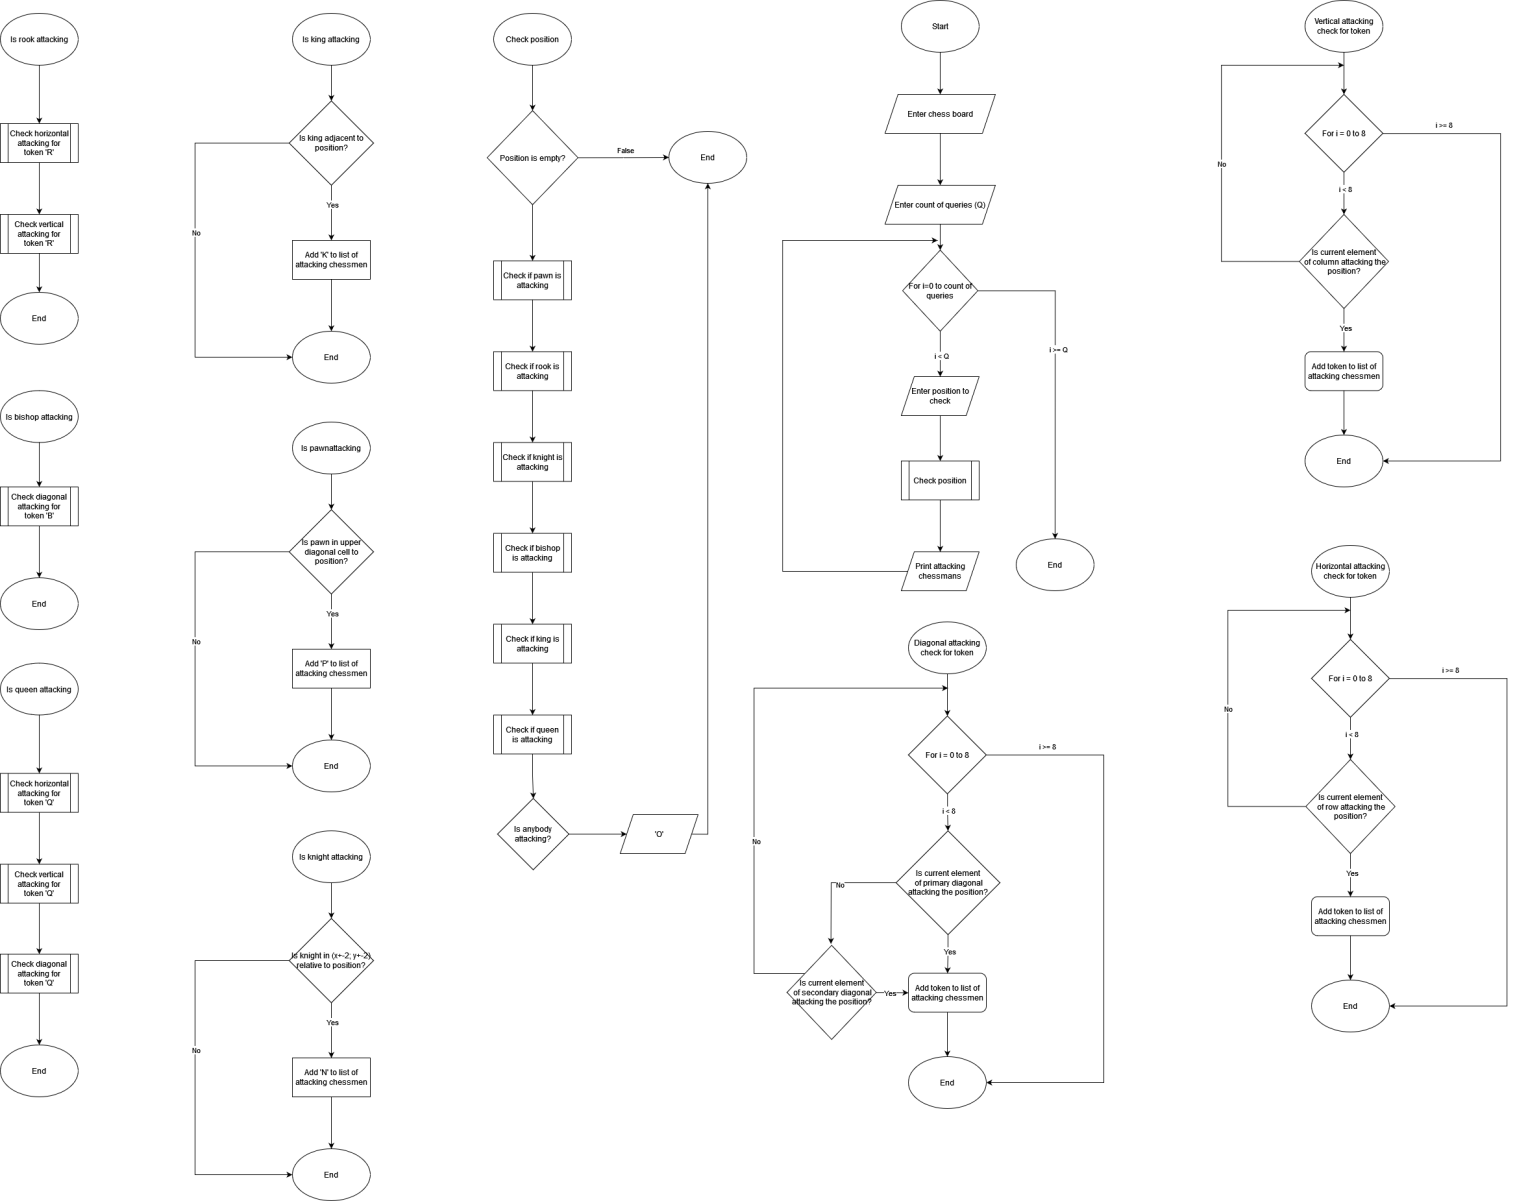 Is rook attacking
Check horizontal
attacking for
token 'R'
Check vertical
attacking for
token 'R'
End
Is bishop attacking
Check diagonal
attacking for
token 'B'
End
Is queen attacking
Check horizontal
attacking for
token 'Q'
Check vertical
attacking for
token 'Q'
Check diagonal
attacking for
token 'Q'
End
Is king attacking
Is king adjacent to
position?
No
Yes
Add 'K' to list of
attacking chessmen
End
Is pawnattacking
Is pawn in upper
diagonal cell to
position?
No
Yes
Add 'P' to list of
attacking chessmen
End
Is knight attacking
Is knight in (x+-2; y+-2)
relative to position?
No
Yes
Add 'N' to list of
attacking chessmen
End
Check position
Position is empty?
False
End
Check if pawn is
attacking
Check if rook is
attacking
Check if knight is
attacking
Check if bishop
is attacking
Check if king is
attacking
Check if queen
is attacking
Is anybody
attacking?
'O'
Start
Enter chess board
Enter count of queries (Q)
For i=0 to count of
queries
i < Q
i >= Q
Enter position to
check
Check position
Print attacking
chessmans
End
Diagonal attacking
check for token
For i = 0 to 8
i >= 8
i < 8
No
Is current element
of primary diagonal
attacking the position?
No
Yes
Is current element
of secondary diagonal
attacking the position?
Yes
Add token to list of
attacking chessmen
End
Vertical attacking
check for token
For i = 0 to 8
i >= 8
No
i < 8
Is current element
of column attacking the
position?
Yes
Add token to list of
attacking chessmen
End
Horizontal attacking
check for token
For i = 0 to 8
i >= 8
No
i < 8
Is current element
of row attacking the
position?
Yes
Add token to list of
attacking chessmen
End